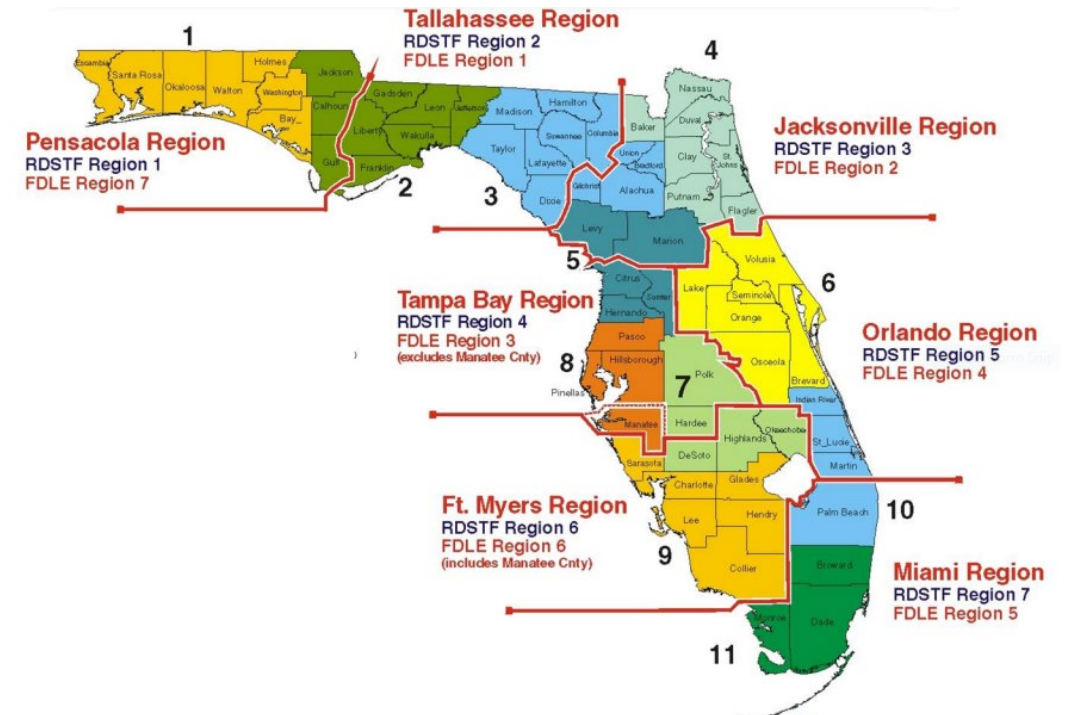 1
Tallahassee Region
RDSTF Region 2
FDLE Region 1
4
Escambia
Santa Rosa
Okaloosa
Walton
Holmes
Washington
Bay
Jackson
Calhoun
Gulf
Gadsden
Liberty
Franklin
Leon
Wakulla
Jefferson
2
Pensacola Region
RDSTF Region 1
FDLE Region 7
Madison
Hamilton
Suwannee
Columbia
Taylor
Lafayette
Dixie
3
Baker
Nassau
Duval
Union
Bradford
Clay
St.
Johns
Gilchrist
Alachua
Putnam
Flagler
Jacksonville Region
RDSTF Region 3
FDLE Region 2
Levy
Marion
5
Citrus
Sumter
Hernando
Volusia
Lake
Seminole
Orange
Osceola
Brevard
6
Tampa Bay Region
RDSTF Region 4
FDLE Region 3
(excludes Manatee Cnty)
)
8
Pasco
Hillsborough
Pinellas
Manatee
7
Polk
Hardee
Highlands
Okeechobe
DeSoto
Orlando Region
RDSTF Region 5
FDLE Region 4
Indian River
St_Lucie
Martin
Palm Beach
10
Sarasota
Charlotte
Glades
Lee
Hendry
Collier
9
Ft. Myers Region
RDSTF Region 6
FDLE Region 6
(includes Manatee Cnty)
Broward
Dade
Monroe
11
Miami Region
RDSTF Region 7
FDLE Region 5